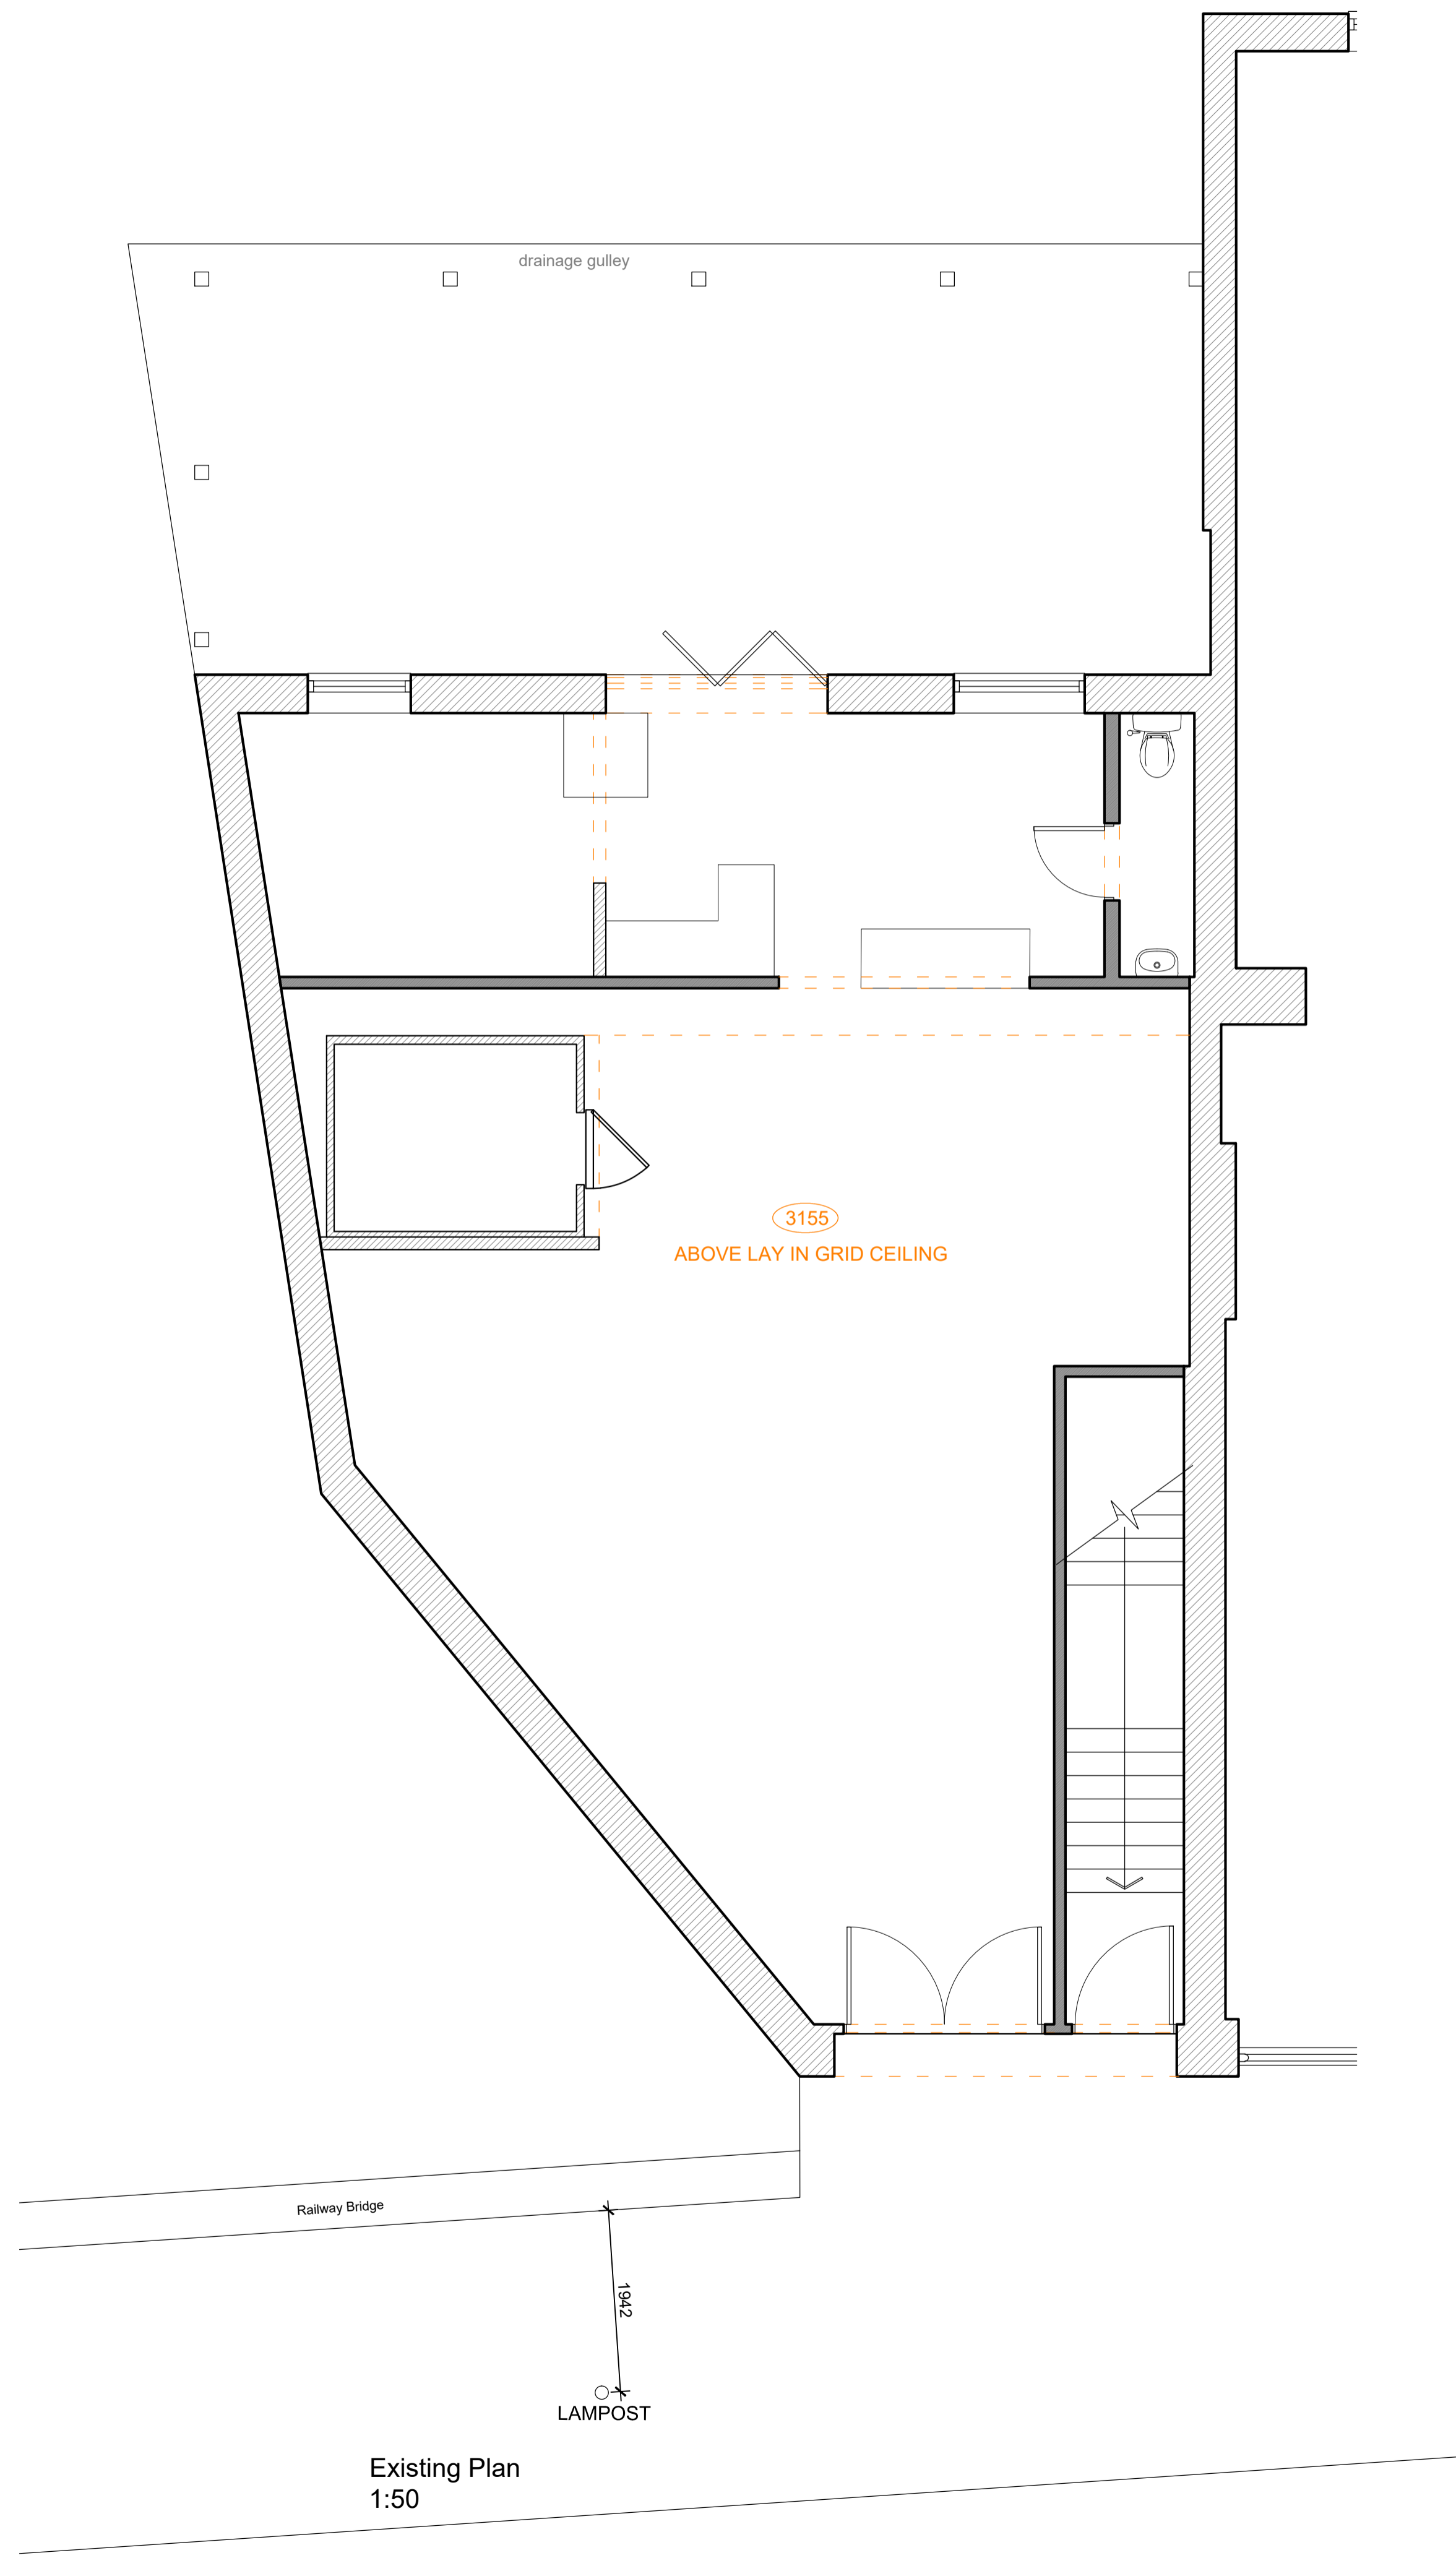 drainage gulley
3155
ABOVE LAY IN GRID CEILING
Railway Bridge
1942
LAMPOST
Existing Plan
1:50